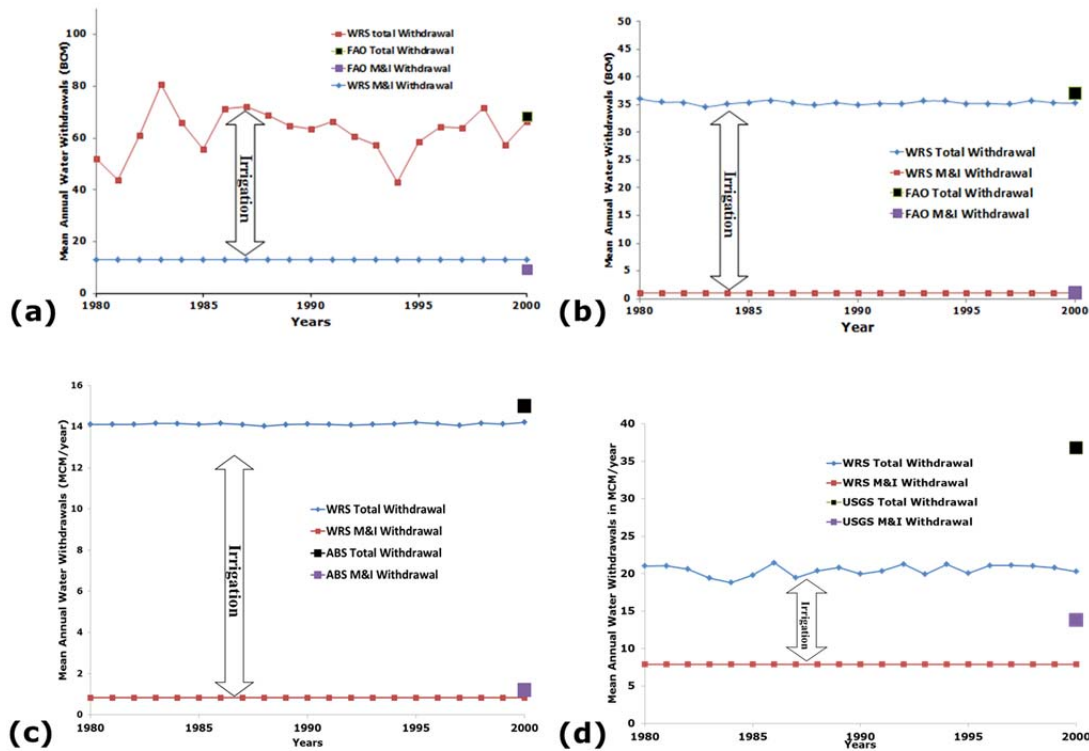 Mean Annual Water Withdrawals (BCM)
100
80
60
40
20
0
WRS total Withdrawal
FAO Total Withdrawal
FAO M&I Withdrawal
WRS M&I Withdrawal
Irrigation
1980
1985
1990
1995
2000
Years
(a)
Mean Annual Water Withdrawals (BCM)
50
45
40
35
30
25
20
15
10
5
0
WRS Total Withdrawal
WRS M&I Withdrawal
FAO Total Withdrawal
FAO M&I Withdrawal
Irrigation
1980
1985
1990
1995
2000
Year
(b)
Mean Annual Water Withdrawals (MCM/year)
16
14
12
10
8
6
4
2
0
WRS Total Withdrawal
WRS M&I Withdrawal
ABS Total Withdrawal
ABS M&I Withdrawal
Irrigation
1980
1985
1990
1995
2000
Years
(c)
Mean Annual Water Withdrawals in MCM/year
40
35
30
25
20
15
10
5
0
WRS Total Withdrawal
WRS M&I Withdrawal
USGS Total Withdrawal
USGS M&I Withdrawal
Irrigation
1980
1985
1990
1995
2000
Years
(d)